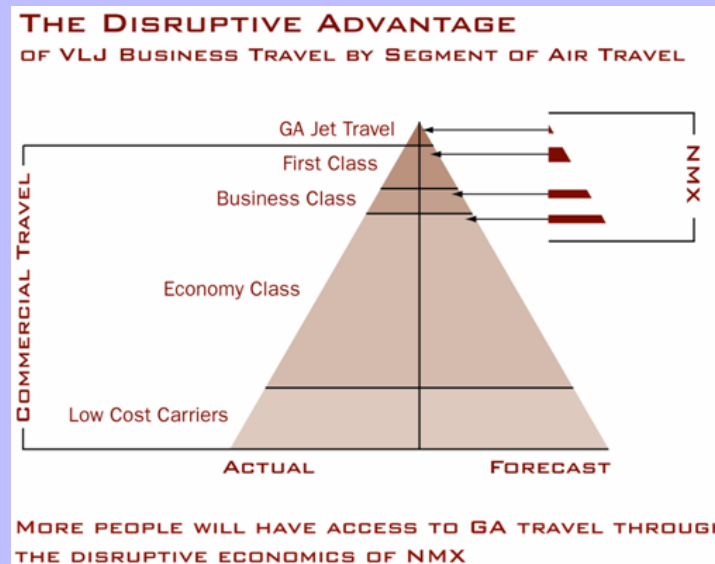 The Disruptive Advantage
of VLJ Business Travel by Segment of Air Travel
GA Jet Travel
First Class
Business Class
Economy Class
Low Cost Carriers
Commercial Travel
NMX
Actual
Forecast
More people will have access to GA travel through
the disruptive economics of NMX